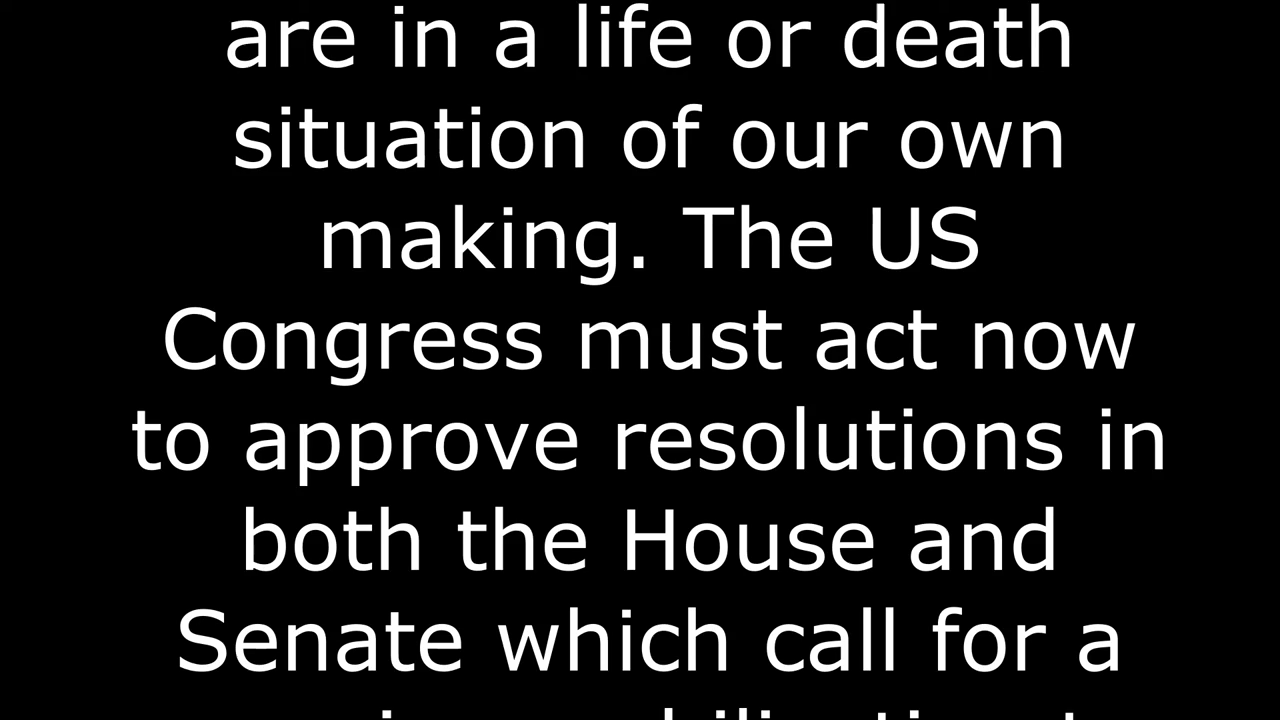 are in a life or death
situation of our own
making. The US
Congress must act now
to approve resolutions in
both the House and
Senate which call for a